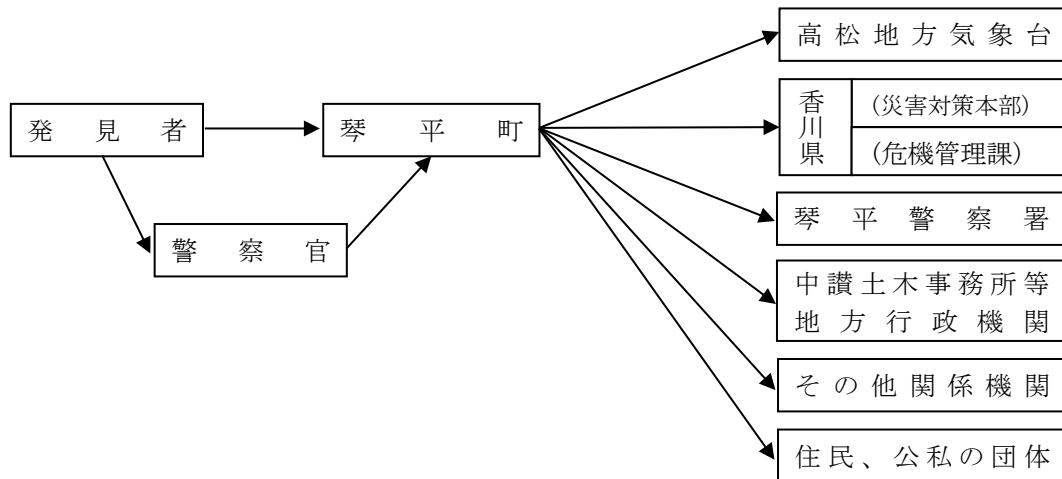 発見者
琴平町
警察官
高松地方気象台
香川県
(災害対策本部)
(危機管理課)
琴平警察署
中讃土木事務所等
地方行政機関
その他関係機関
住民、公私の団体